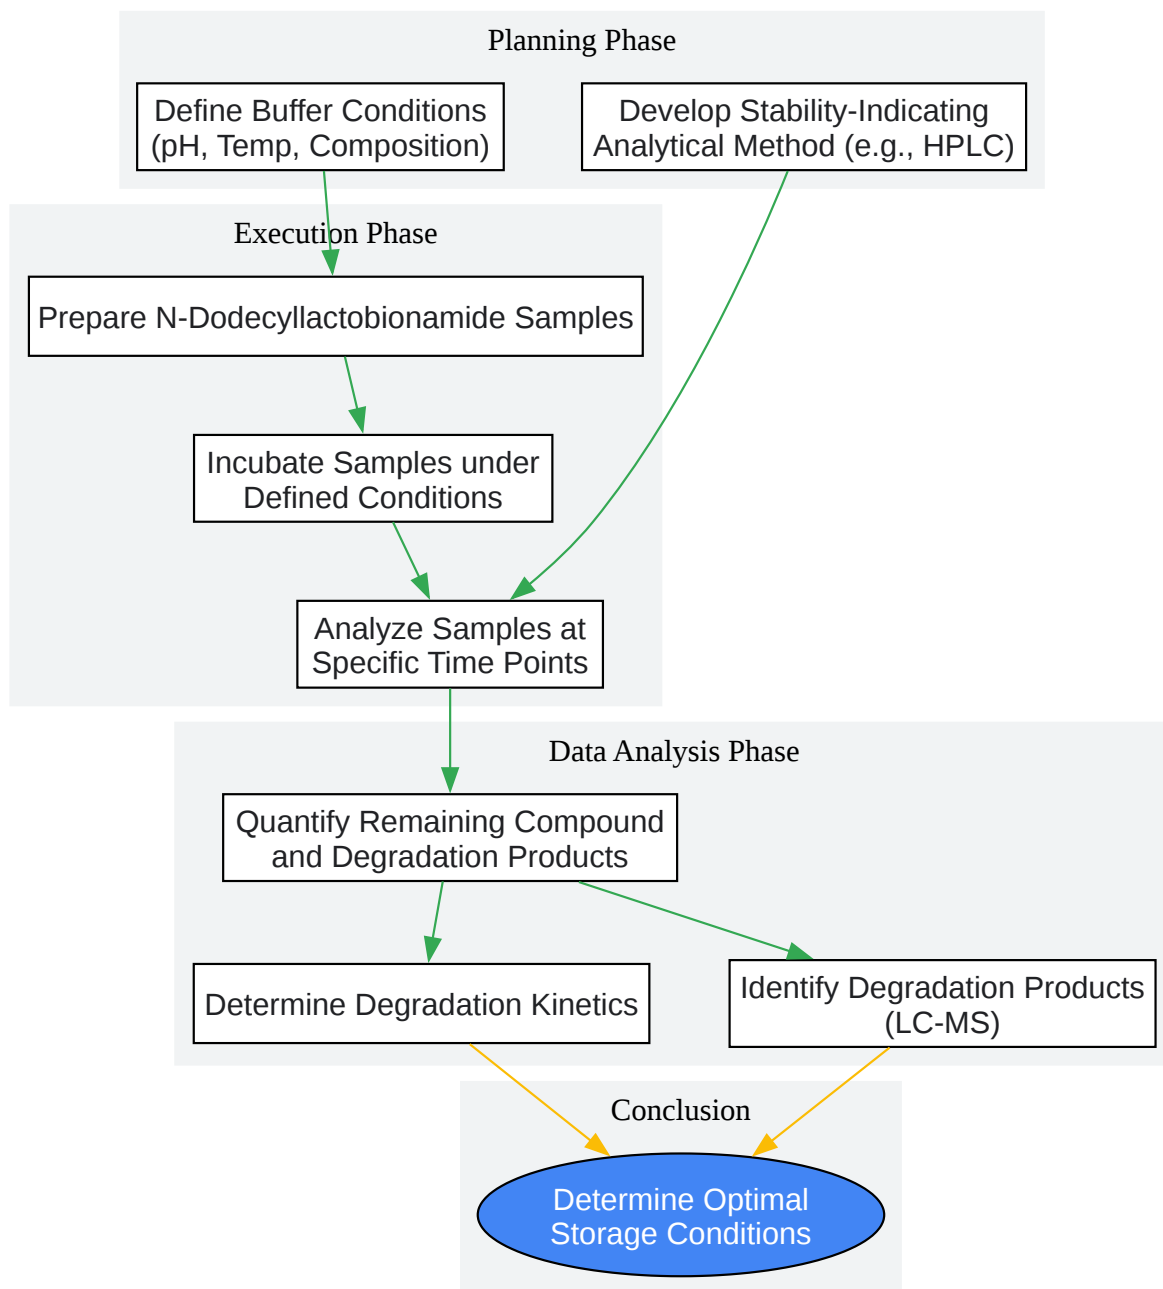 Planning Phase
Define Buffer Conditions
(pH, Temp, Composition)
Develop Stability-Indicating
Analytical Method (e.g., HPLC)
Execution Phase
Prepare N-Dodecyllactobionamide Samples
Incubate Samples under
Defined Conditions
Analyze Samples at
Specific Time Points
Data Analysis Phase
Quantify Remaining Compound
and Degradation Products
Determine Degradation Kinetics
Identify Degradation Products
(LC-MS)
Conclusion
Determine Optimal
Storage Conditions